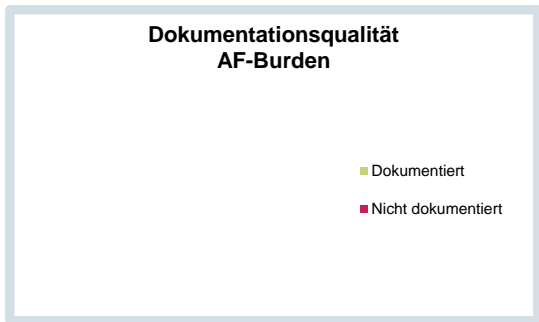 Dokumentationsqualität
AF-Burden
Dokumentiert
Nicht dokumentiert